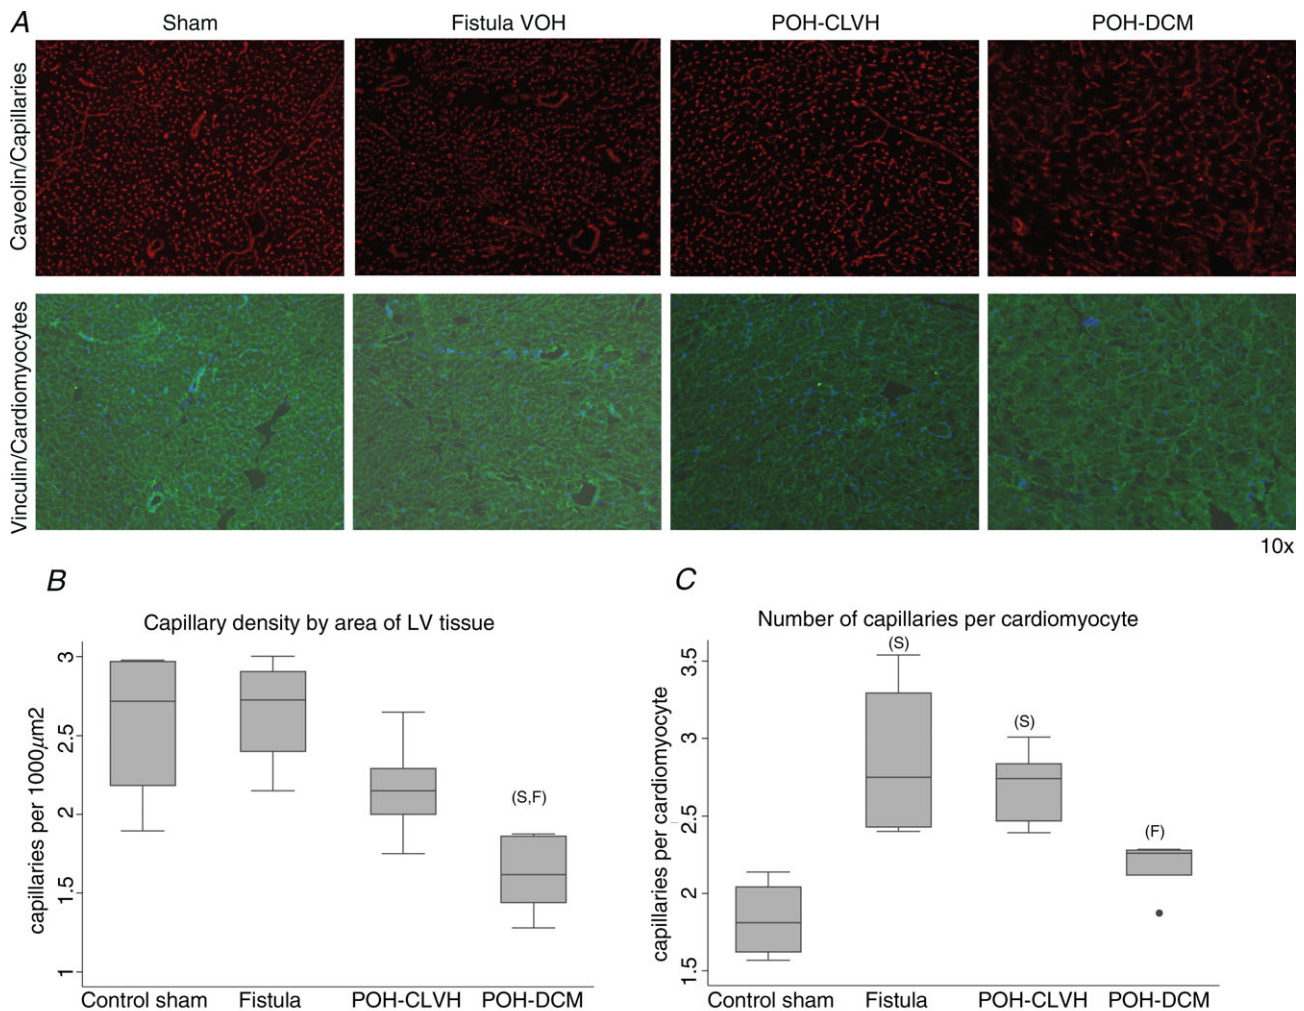 A
Sham
Fistula VOH
POH-CLVH
POH-DCM
Caveolin/Capillaries
Vinculin/Cardiomyocytes
10x
B
Capillary density by area of LV tissue
capillaries per 1000μm2
3
2.5
2
1.5
1
(S,F)
Control sham
Fistula
POH-CLVH
POH-DCM
C
Number of capillaries per cardiomyocyte
capillaries per cardiomyocyte
3.5
3
2.5
2
1.5
(S)
(S)
(F)
Control sham
Fistula
POH-CLVH
POH-DCM